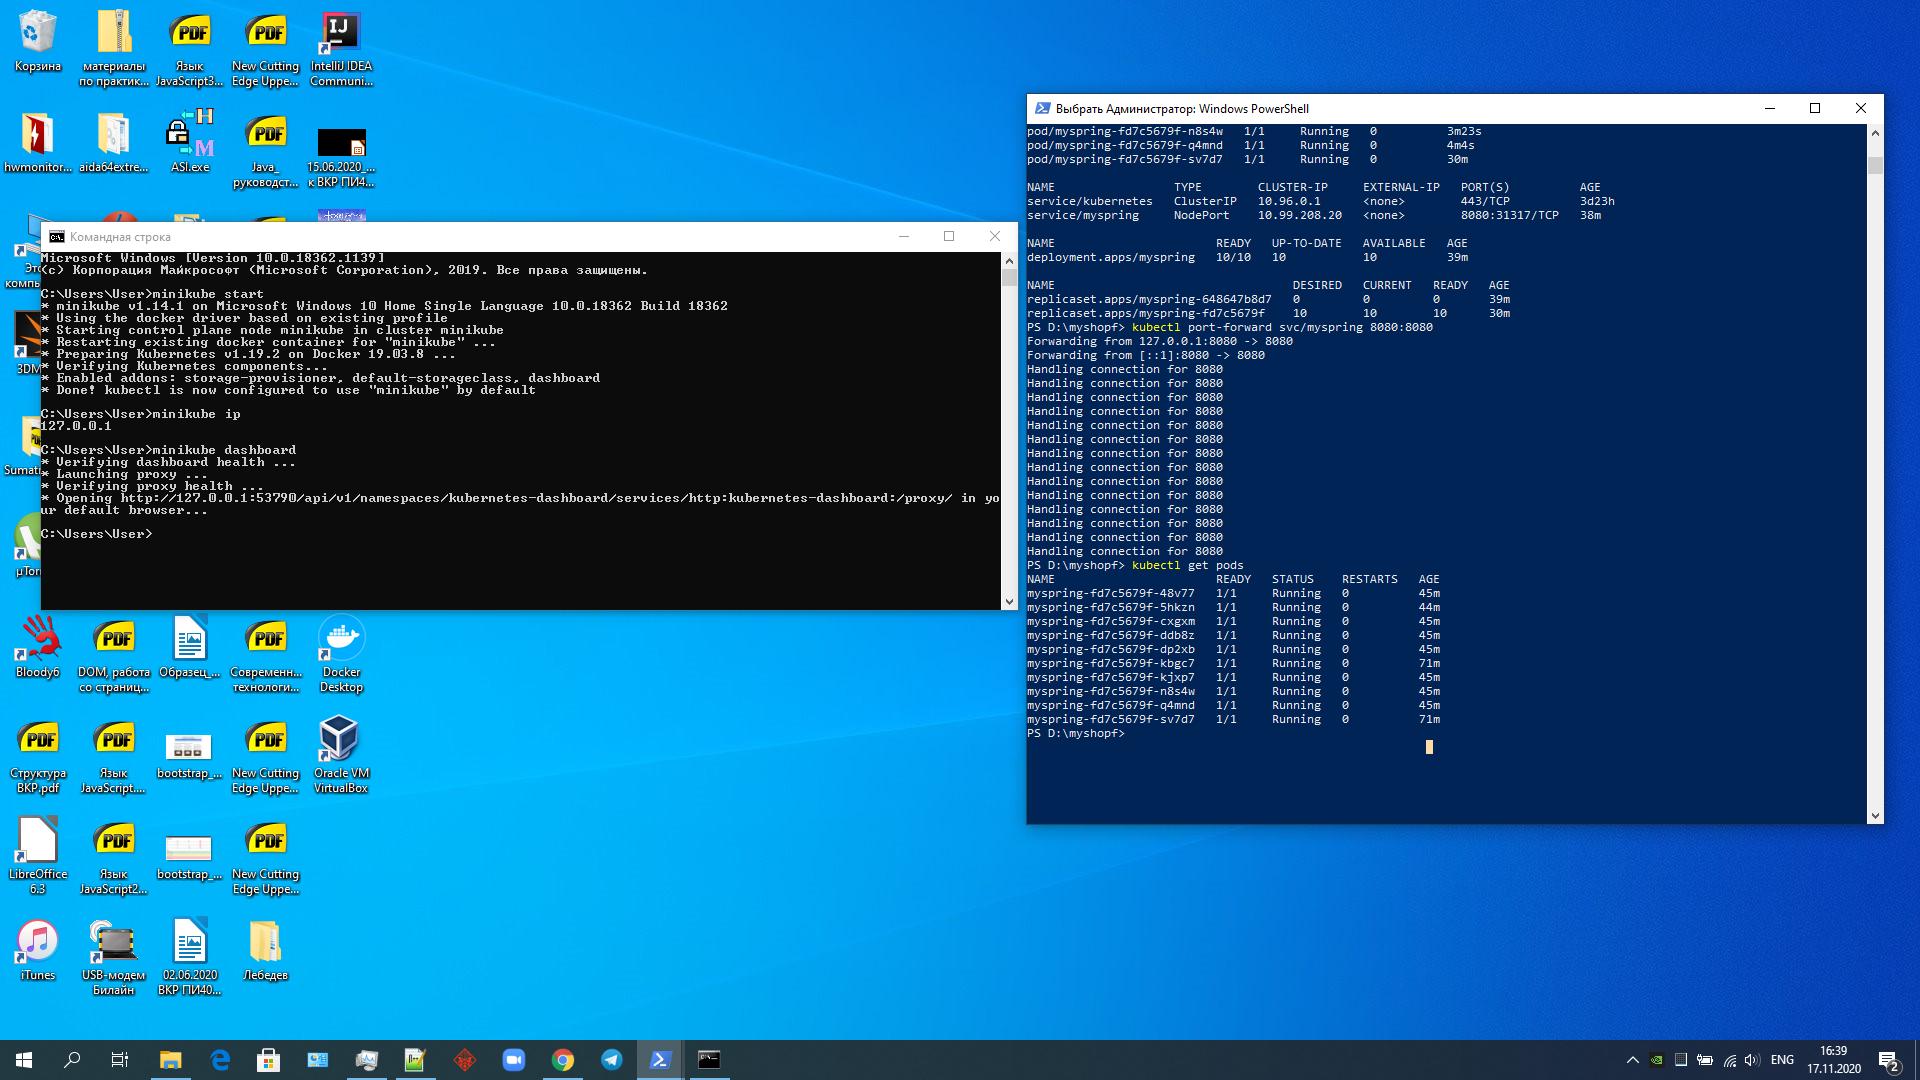 Корзина
материалы
по практик...
Язык
JavaScript3...
New Cutting
Edge Uppe...
IntelliJ IDEA
Communi...
hwmonitor...
aida64extre...
ASI.exe
Java_
руководст...
15.06.2020_...
к ВКР ПИ4...
Командная строка
Microsoft Windows [Version 10.0.18362.1139]
(c) Корпорация Майкрософт (Microsoft Corporation), 2019. Все права защищены.
C:\Users\User>minikube start
* minikube v1.14.1 on Microsoft Windows 10 Home Single Language 10.0.18362 Build 18362
* Using the docker driver based on existing profile
* Starting control plane node minikube in cluster minikube
* Restarting existing docker container for "minikube" ...
* Preparing Kubernetes v1.19.2 on Docker 19.03.8 ...
* Verifying Kubernetes components...
* Enabled addons: storage-provisioner, default-storageclass, dashboard
* Done! kubectl is now configured to use "minikube" by default
C:\Users\User>minikube ip
127.0.0.1
C:\Users\User>minikube dashboard
* Verifying dashboard health ...
* Launching proxy ...
* Verifying proxy health ...
* Opening http://127.0.0.1:53790/api/v1/namespaces/kubernetes-dashboard/services/http:kubernetes-dashboard:/proxy/ in yo
ur default browser...
C:\Users\User>
Bloody6
DOM, работа
со страниц...
Образец_...
Современн...
технологи...
Docker
Desktop
Структура
ВКР.pdf
Язык
JavaScript....
bootstrap_...
New Cutting
Edge Uppe...
Oracle VM
VirtualBox
LibreOffice
6.3
Язык
JavaScript2...
bootstrap_...
New Cutting
Edge Uppe...
iTunes
USB-модем
Билайн
02.06.2020
ВКР ПИ40...
Лебедев
Выбрать Администратор: Windows PowerShell
pod/myspring-fd7c5679f-n8s4w 1/1 Running 0 3m23s
pod/myspring-fd7c5679f-q4mnd 1/1 Running 0 4m4s
pod/myspring-fd7c5679f-sv7d7 1/1 Running 0 30m
NAME TYPE CLUSTER-IP EXTERNAL-IP PORT(S) AGE
service/kubernetes ClusterIP 10.96.0.1 <none> 443/TCP 3d23h
service/myspring NodePort 10.99.208.20 <none> 8080:31317/TCP 38m
NAME READY UP-TO-DATE AVAILABLE AGE
deployment.apps/myspring 10/10 10 10 39m
NAME DESIRED CURRENT READY AGE
replicaset.apps/myspring-648647b8d7 0 0 0 39m
replicaset.apps/myspring-fd7c5679f 10 10 10 30m
PS D:\myshopf> kubectl port-forward svc/myspring 8080:8080
Forwarding from 127.0.0.1:8080 -> 8080
Forwarding from [::1]:8080 -> 8080
Handling connection for 8080
Handling connection for 8080
Handling connection for 8080
Handling connection for 8080
Handling connection for 8080
Handling connection for 8080
Handling connection for 8080
Handling connection for 8080
Handling connection for 8080
Handling connection for 8080
Handling connection for 8080
Handling connection for 8080
Handling connection for 8080
Handling connection for 8080
PS D:\myshopf> kubectl get pods
NAME READY STATUS RESTARTS AGE
myspring-fd7c5679f-48v77 1/1 Running 0 45m
myspring-fd7c5679f-5hkzn 1/1 Running 0 44m
myspring-fd7c5679f-cxgxm 1/1 Running 0 45m
myspring-fd7c5679f-ddb8z 1/1 Running 0 45m
myspring-fd7c5679f-dp2xb 1/1 Running 0 45m
myspring-fd7c5679f-kbgc7 1/1 Running 0 71m
myspring-fd7c5679f-kjxp7 1/1 Running 0 45m
myspring-fd7c5679f-n8s4w 1/1 Running 0 45m
myspring-fd7c5679f-q4mnd 1/1 Running 0 45m
myspring-fd7c5679f-sv7d7 1/1 Running 0 71m
PS D:\myshopf>
ENG
16:39
17.11.2020
2